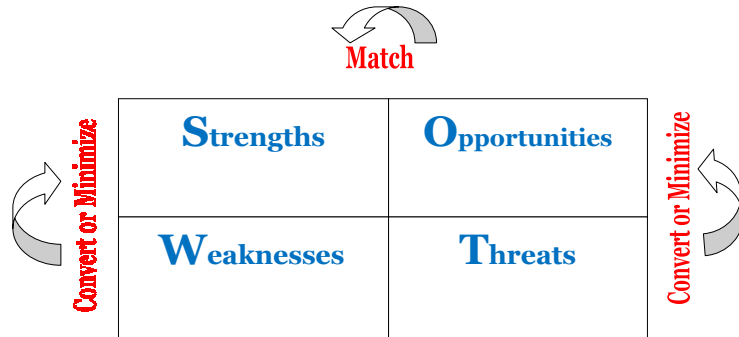 Match
Convert or Minimize
Strengths
Opportunities
Convert or Minimize
Weaknesses
Threats